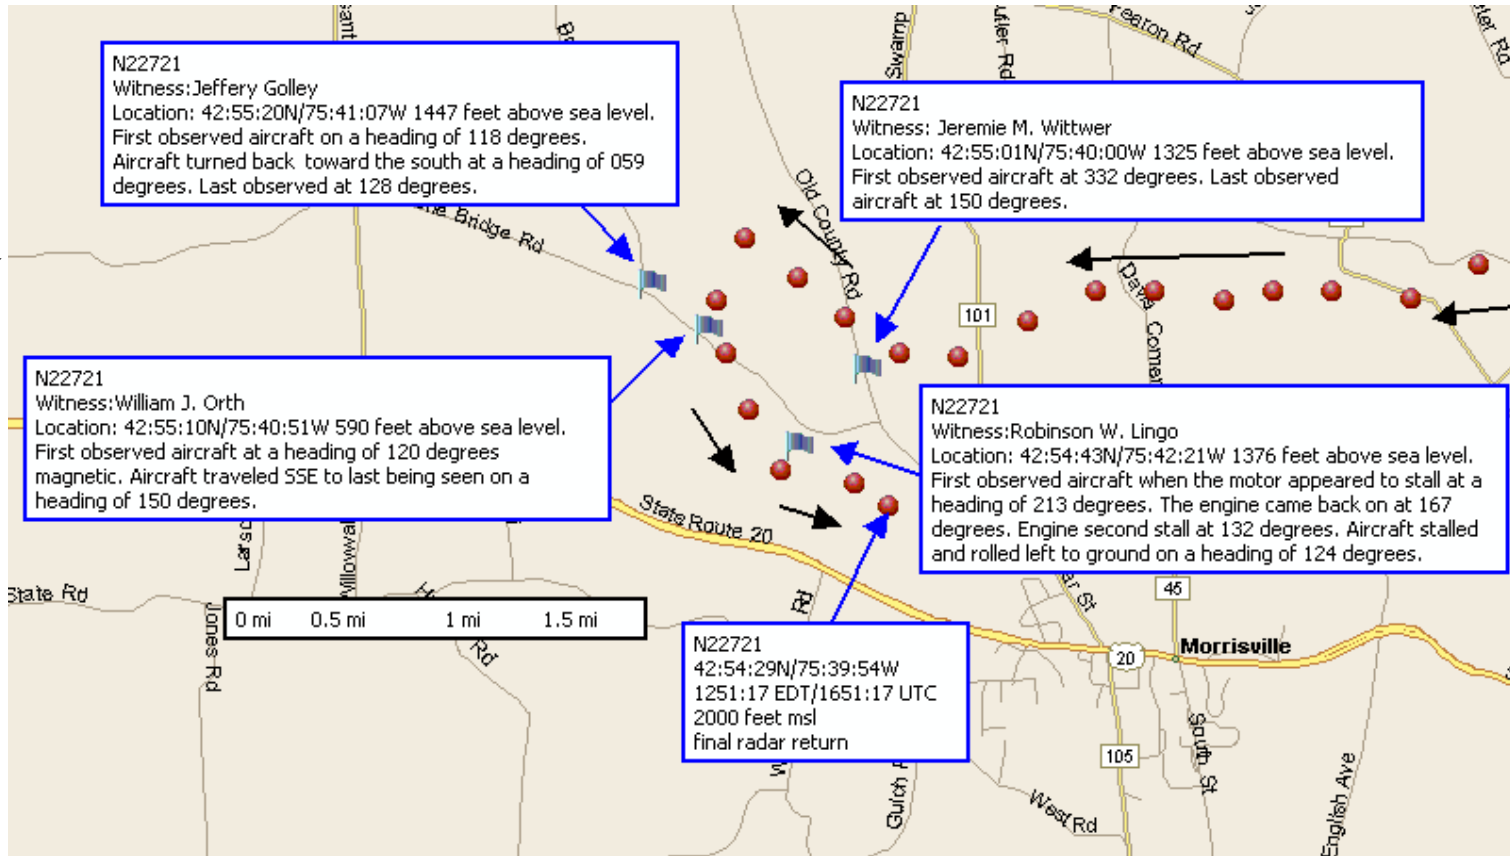 N22721
Witness:Jeffery Golley
Location: 42:55:20N/75:41:07W 1447 feet above sea level.
First observed aircraft on a heading of 118 degrees.
Aircraft turned back toward the south at a heading of 059
degrees. Last observed at 128 degrees.
Swamp
Fearon Rd
N22721
Witness: Jeremie M. Wittwer
Location: 42:55:01N/75:40:00W 1325 feet above sea level.
First observed aircraft at 332 degrees. Last observed
aircraft at 150 degrees.
Bridge Rd
Old County Rd
101
N22721
Witness:William J. Orth
Location: 42:55:10N/75:40:51W 590 feet above sea level.
First observed aircraft at a heading of 120 degrees
magnetic. Aircraft traveled SSE to last being seen on a
heading of 150 degrees.
N22721
Witness:Robinson W. Lingo
Location: 42:54:43N/75:42:21W 1376 feet above sea level.
First observed aircraft when the motor appeared to stall at a
heading of 213 degrees. The engine came back on at 167
degrees. Engine second stall at 132 degrees. Aircraft stalled
and rolled left to ground on a heading of 124 degrees.
State Route 20
State Rd
Jones Rd
0 mi 0.5 mi 1 mi 1.5 mi
Rd
Rd
St
45
N22721
42:54:29N/75:39:54W
1251:17 EDT/1651:17 UTC
2000 feet msl
final radar return
20
Morrisville
105
South St
West Rd
English Ave